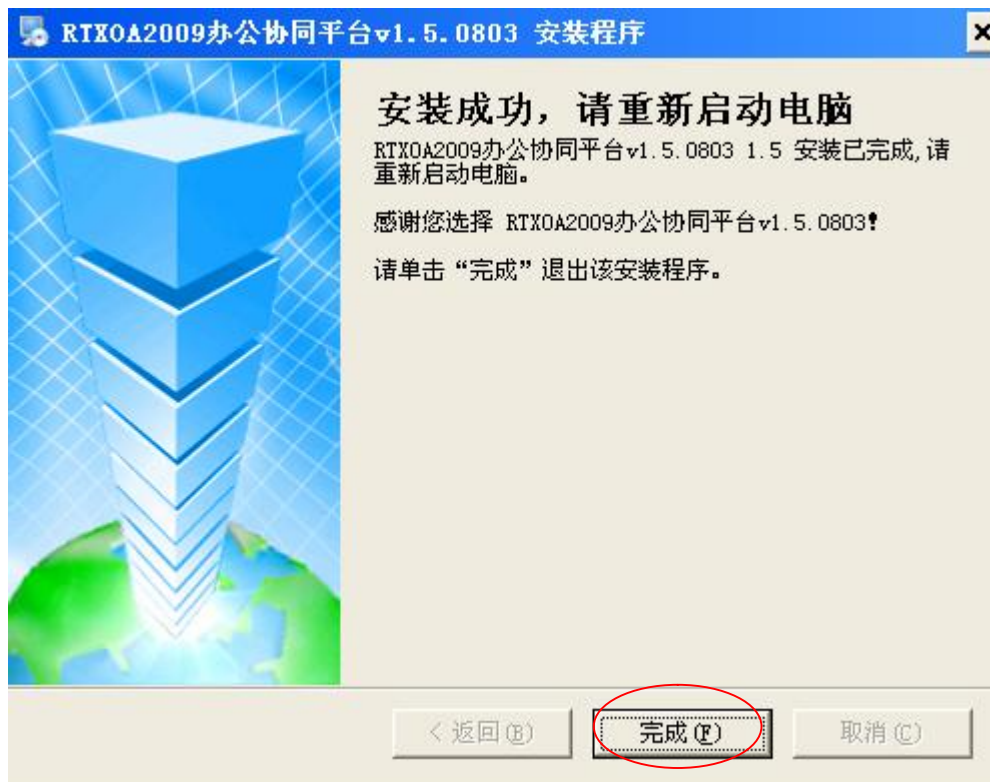 RTXOA2009办公协同平台v1.5.0803 安装程序
安装成功，请重新启动电脑
RTXOA2009办公协同平台v1.5.0803 1.5 安装已完成,请
重新启动电脑。
感谢您选择 RTXOA2009办公协同平台v1.5.0803!
请单击“完成”退出该安装程序。
< 返回(B)
完成(F)
取消(C)